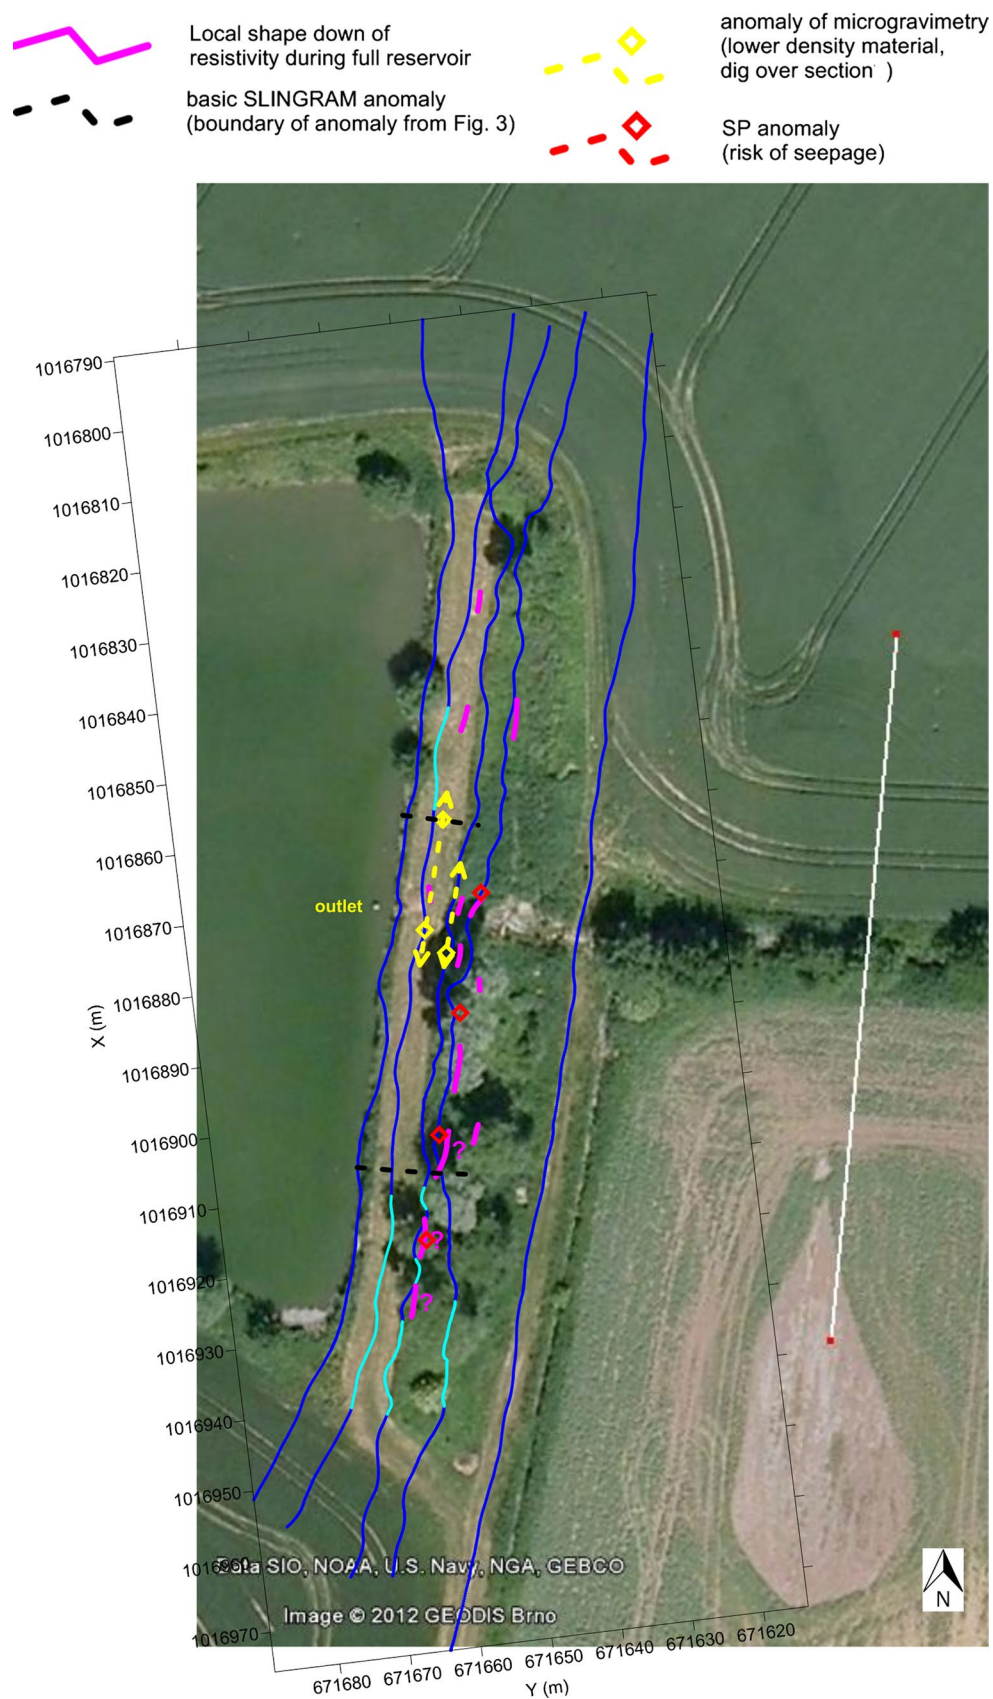 Local shape down of
resistivity during full reservoir
basic SLINGRAM anomaly
(boundary of anomaly from Fig. 3)
anomaly of microgravimetry
(lower density material,
dig over section )
SP anomaly
(risk of seepage)
1016790
1016800
1016810
1016820
1016830
1016840
1016850
1016860
1016870
1016880
1016890
1016900
1016910
1016920
1016930
1016940
1016950
1016960
1016970
X (m)
outlet
?
?
?
Data SIO, NOAA, U.S. Navy, NGA, GEBCO
Image © 2012 GEODIS Brno
N
671680
671670
671660
671650
671640
671630
671620
Y (m)